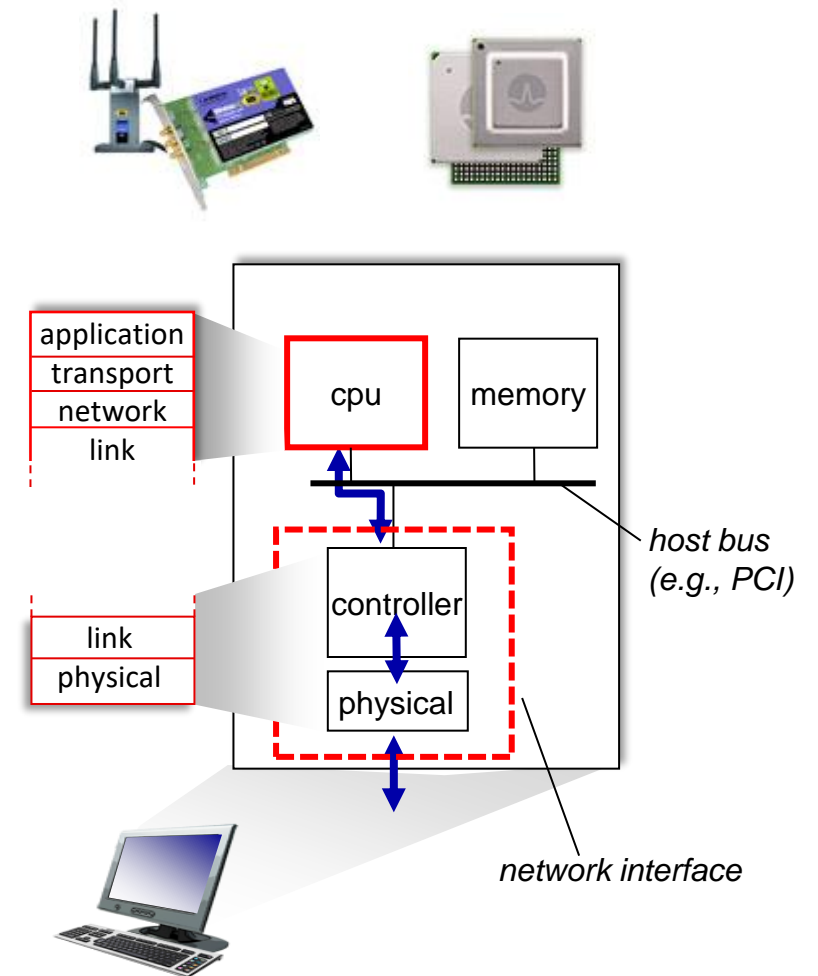 application
transport
network
link
cpu
memory
host bus
(e.g., PCI)
controller
link
physical
physical
network interface